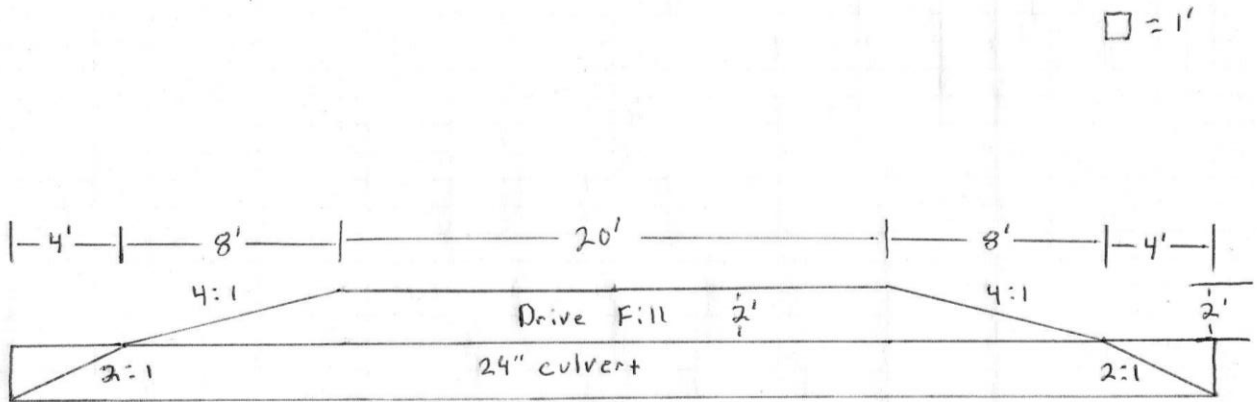 □ = 1'
4' 8' 20' 8' 4'
4:1 Drive Fill 2' 4:1 2'
2:1 24" culvert 2:1